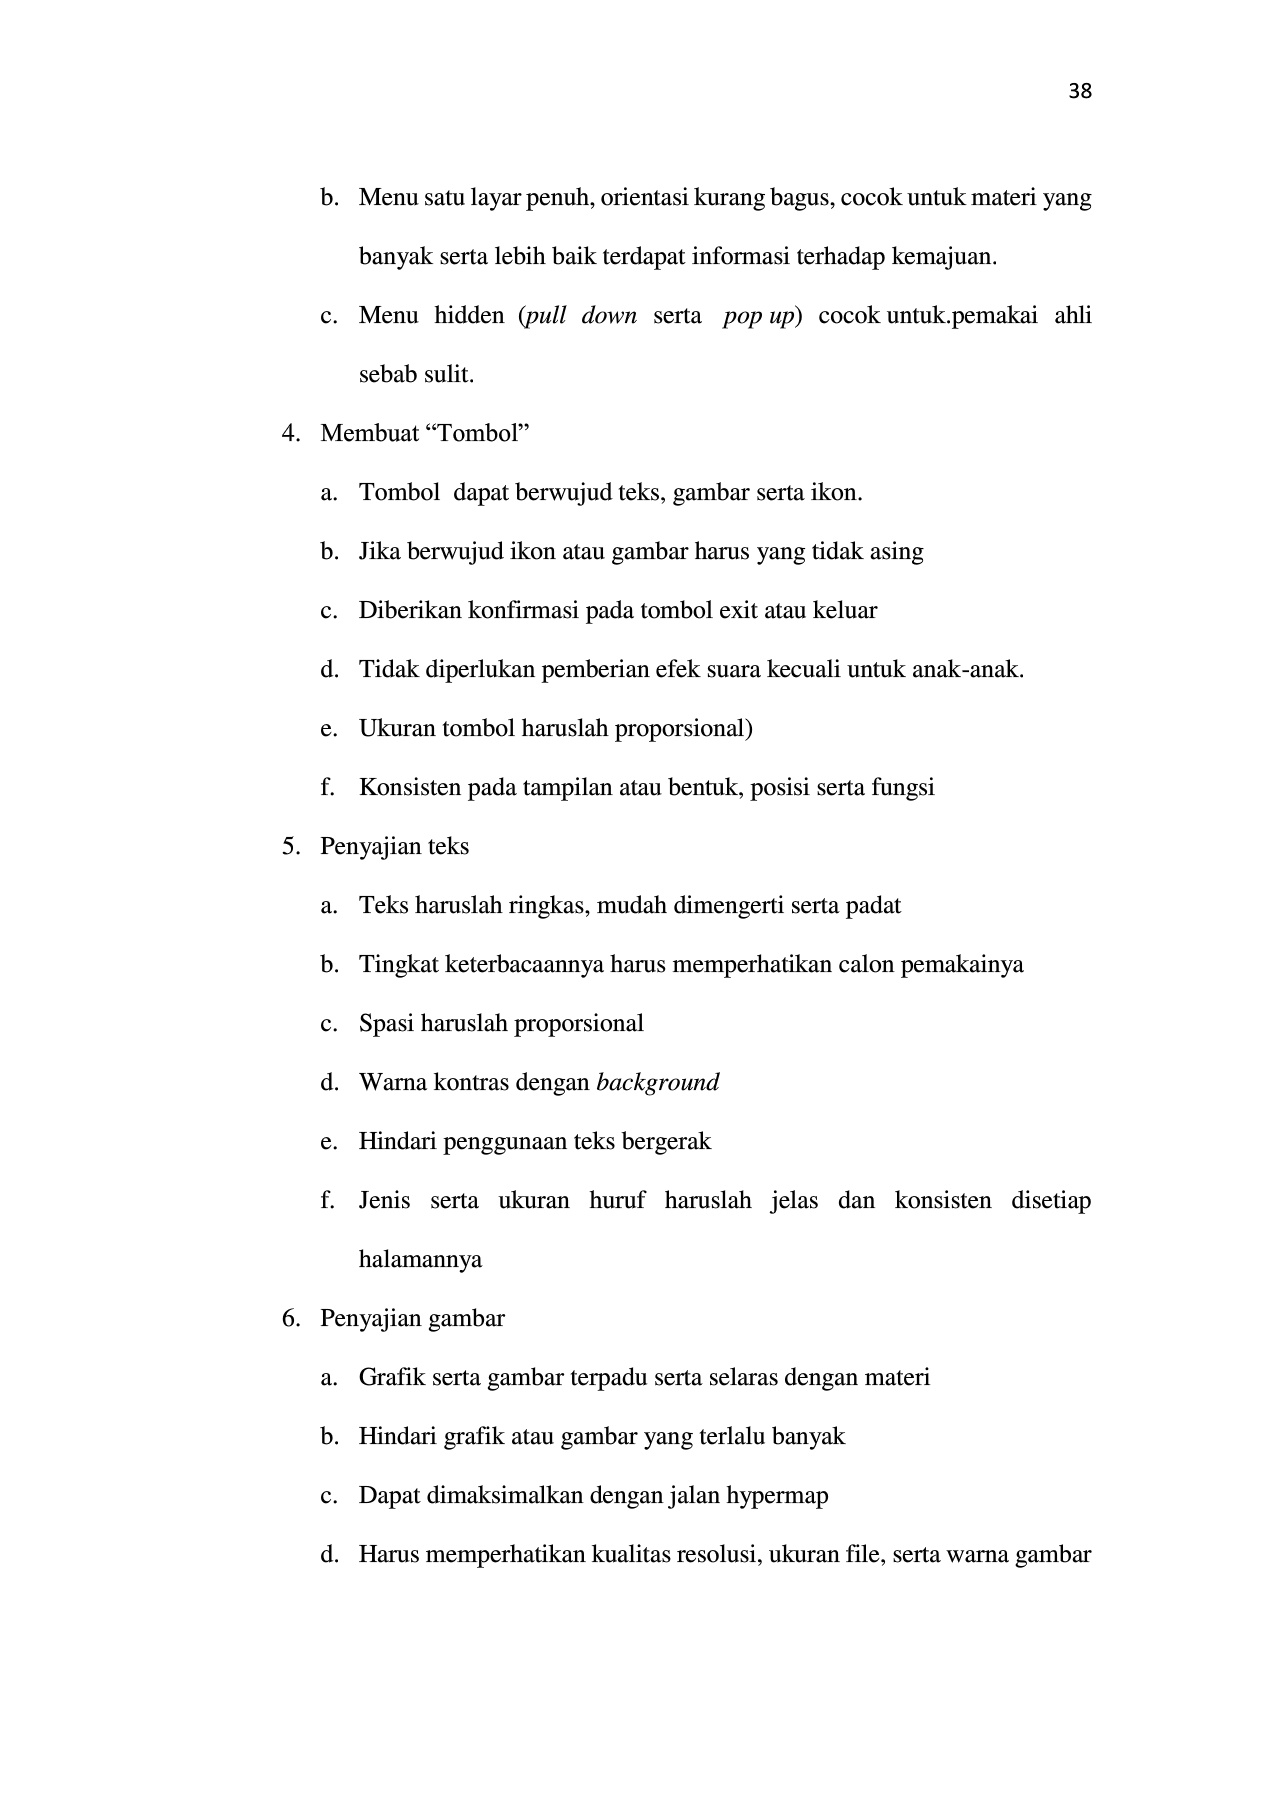 38
b. Menu satu layar penuh, orientasi kurang bagus, cocok untuk materi yang
banyak serta lebih baik terdapat informasi terhadap kemajuan.
c. Menu hidden (pull down serta pop up) cocok untuk.pemakai ahli
sebab sulit.
4. Membuat “Tombol”
a. Tombol dapat berwujud teks, gambar serta ikon.
b. Jika berwujud ikon atau gambar harus yang tidak asing
c. Diberikan konfirmasi pada tombol exit atau keluar
d. Tidak diperlukan pemberian efek suara kecuali untuk anak-anak.
e. Ukuran tombol haruslah proporsional)
f. Konsisten pada tampilan atau bentuk, posisi serta fungsi
5. Penyajian teks
a. Teks haruslah ringkas, mudah dimengerti serta padat
b. Tingkat keterbacaannya harus memperhatikan calon pemakainya
c. Spasi haruslah proporsional
d. Warna kontras dengan background
e. Hindari penggunaan teks bergerak
f. Jenis serta ukuran huruf haruslah jelas dan konsisten disetiap
halamannya
6. Penyajian gambar
a. Grafik serta gambar terpadu serta selaras dengan materi
b. Hindari grafik atau gambar yang terlalu banyak
c. Dapat dimaksimalkan dengan jalan hypermap
d. Harus memperhatikan kualitas resolusi, ukuran file, serta warna gambar